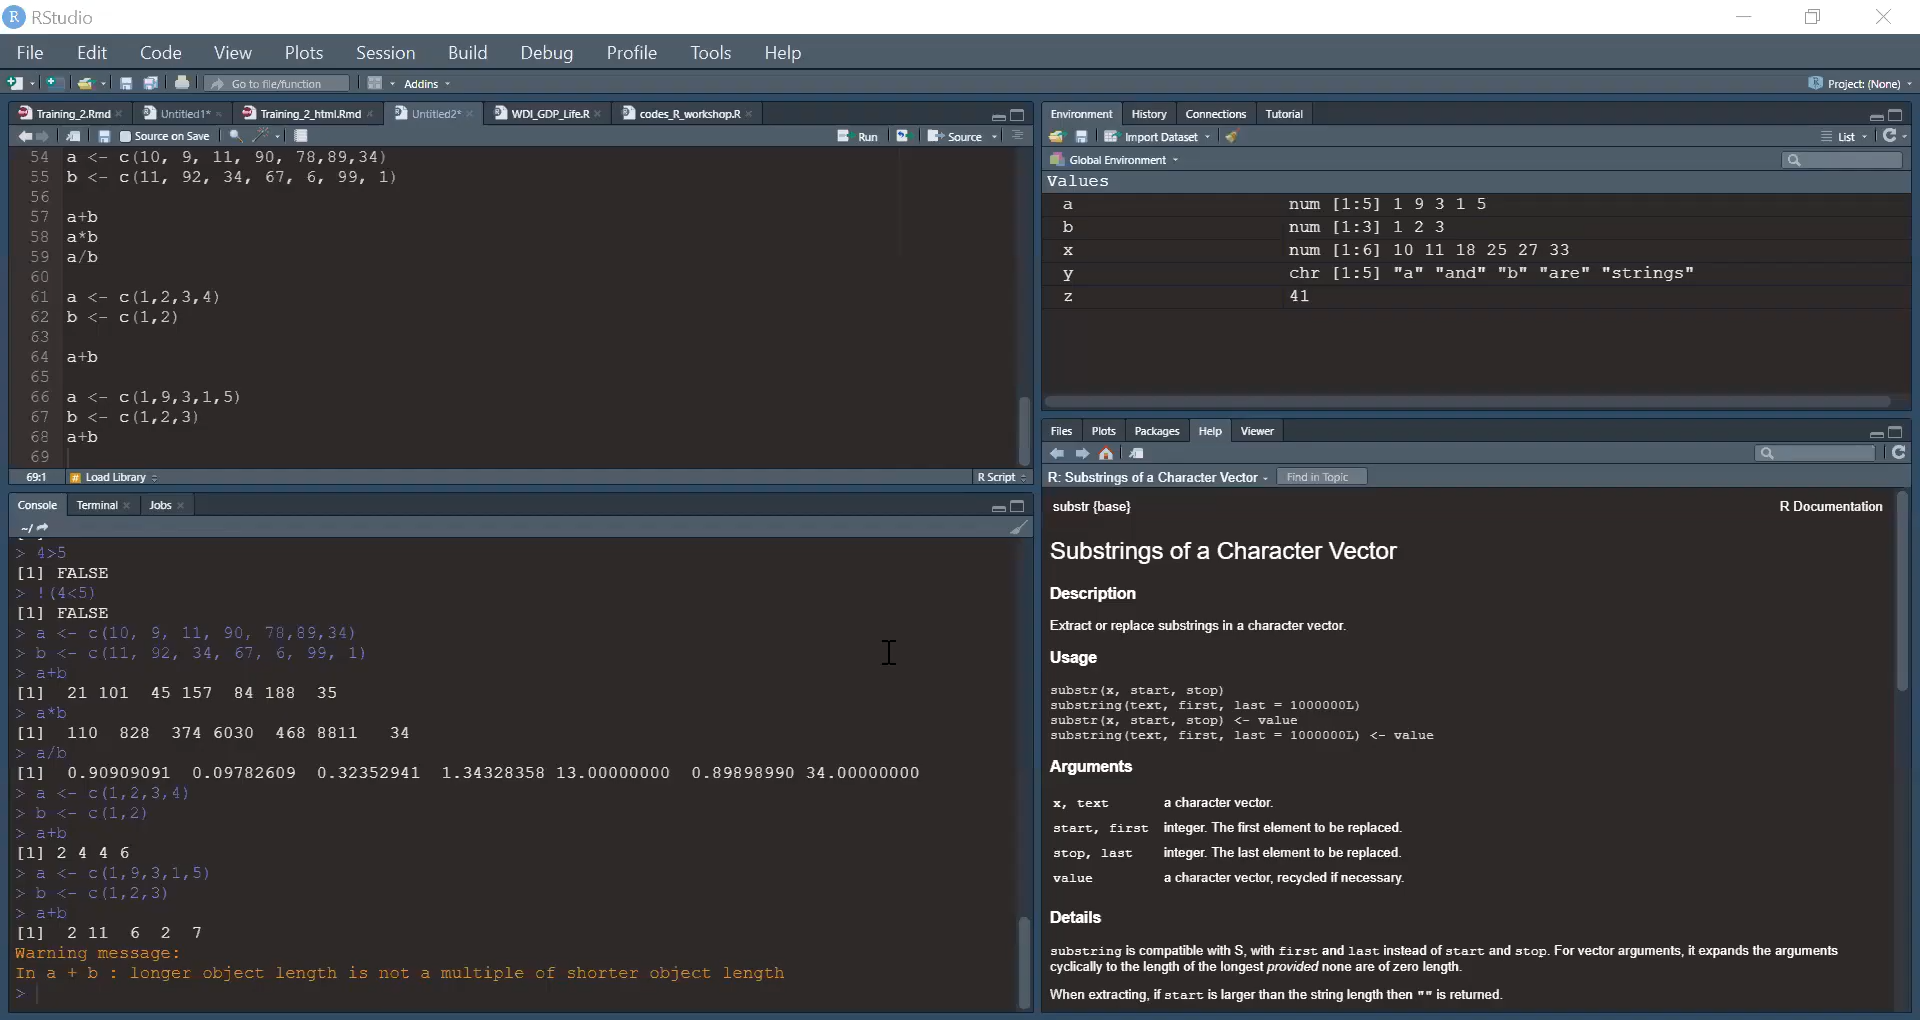 RStudio
File Edit Code View Plots Session Build Debug Profile Tools Help
Go to file/function Addins Project: (None)
Training_2.Rmd Untitled1* Training_2_html.Rmd Untitled2* WDI_GDP_Life.R codes_R_workshop.R
Source on Save Run Source
54 a <- c(10, 9, 11, 90, 78,89,34)
55 b <- c(11, 92, 34, 67, 6, 99, 1)
56
57 a+b
58 a*b
59 a/b
60
61 a <- c(1,2,3,4)
62 b <- c(1,2)
63
64 a+b
65
66 a <- c(1,9,3,1,5)
67 b <- c(1,2,3)
68 a+b
69
69:1 # Load Library R Script
Console Terminal Jobs
~/
> 4>5
[1] FALSE
> !(4<5)
[1] FALSE
> a <- c(10, 9, 11, 90, 78,89,34)
> b <- c(11, 92, 34, 67, 6, 99, 1)
> a+b
[1] 21 101 45 157 84 188 35
> a*b
[1] 110 828 374 6030 468 8811 34
> a/b
[1] 0.90909091 0.09782609 0.32352941 1.34328358 13.00000000 0.89898990 34.00000000
> a <- c(1,2,3,4)
> b <- c(1,2)
> a+b
[1] 2 4 4 6
> a <- c(1,9,3,1,5)
> b <- c(1,2,3)
> a+b
[1] 2 11 6 2 7
Warning message:
In a + b : longer object length is not a multiple of shorter object length
>
Environment History Connections Tutorial
Import Dataset List
Global Environment
Values
a num [1:5] 1 9 3 1 5
b num [1:3] 1 2 3
x num [1:6] 10 11 18 25 27 33
y chr [1:5] "a" "and" "b" "are" "strings"
z 41
Files Plots Packages Help Viewer
R: Substrings of a Character Vector Find in Topic
substr {base} R Documentation
Substrings of a Character Vector
Description
Extract or replace substrings in a character vector.
Usage
substr(x, start, stop)
substring(text, first, last = 1000000L)
substr(x, start, stop) <- value
substring(text, first, last = 1000000L) <- value
Arguments
x, text a character vector.
start, first integer. The first element to be replaced.
stop, last integer. The last element to be replaced.
value a character vector, recycled if necessary.
Details
substring is compatible with S, with first and last instead of start and stop. For vector arguments, it expands the arguments
cyclically to the length of the longest provided none are of zero length.
When extracting, if start is larger than the string length then "" is returned.